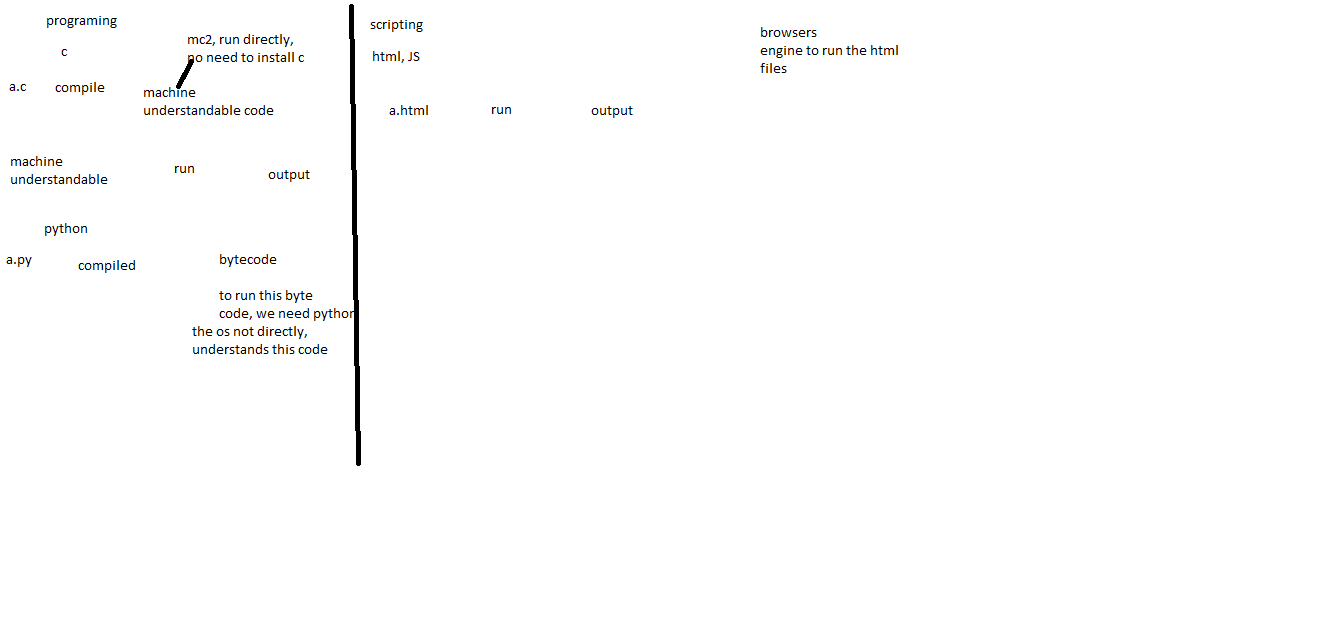 programing
c
mc2, run directly,
no need to install c
a.c compile
machine
understandable code
machine
understandable
run
output
python
a.py
compiled
bytecode
to run this byte
code, we need python
the os not directly,
understands this code
scripting
html, JS
a.html run output
browsers
engine to run the html
files